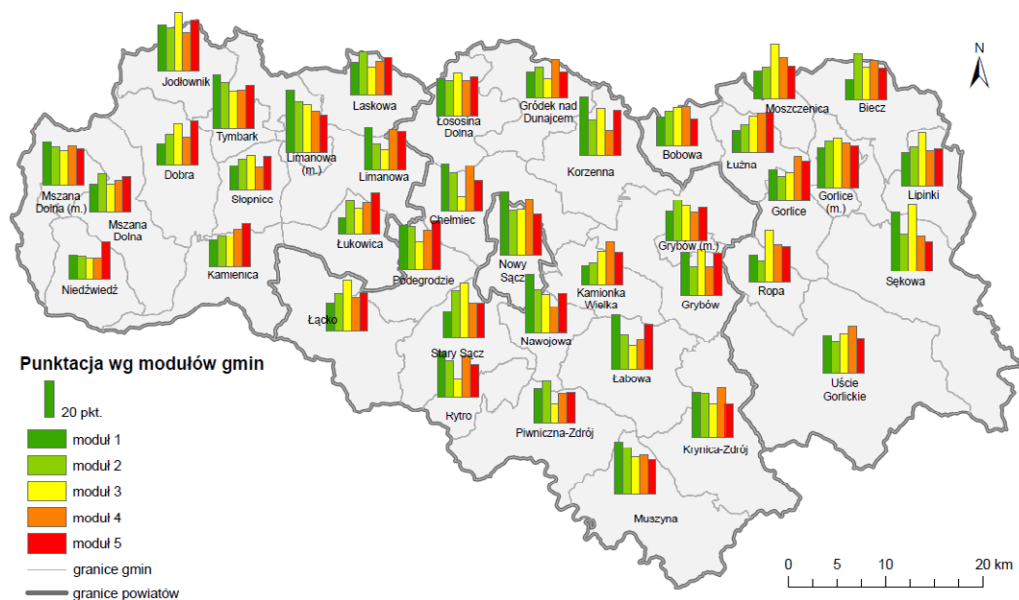 N
Jodłownik
Laskowa
Łososina
Dolna
Gródek nad
Dunajcem
Moszczenica
Biecz
Tymbark
Limanowa
(m.)
Limanowa
Korzenna
Bobowa
Łużna
Dobra
Mszana
Dolna (m.)
Mszana
Dolna
Słopnice
Chełmiec
Gorlice
Gorlice
(m.)
Lipinki
Łukowica
Podegrodzie
Nowy
Sącz
Grybów (m.)
Kamionka
Wielka
Grybów
Ropa
Sękowa
Niedźwiedź
Kamienica
Łącko
Stary Sącz
Nawojowa
Łabowa
Uście
Gorlickie
Rytro
Piwniczna-Zdrój
Krynica-Zdrój
Muszyna
Punktacja wg modułów gmin
20 pkt.
moduł 1
moduł 2
moduł 3
moduł 4
moduł 5
granice gmin
granice powiatów
0 5 10 20 km